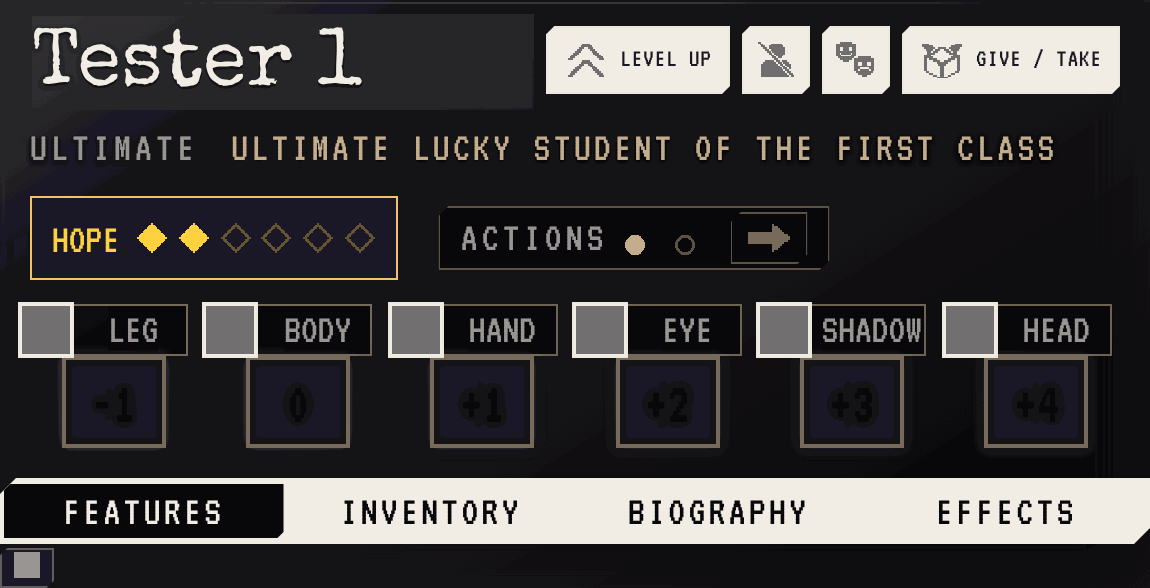 Tester 1
LEVEL UP
GIVE / TAKE
ULTIMATE ULTIMATE LUCKY STUDENT OF THE FIRST CLASS
HOPE
ACTIONS
LEG BODY HAND EYE SHADOW HEAD
-1 0 +1 +2 +3 +4
FEATURES INVENTORY BIOGRAPHY EFFECTS